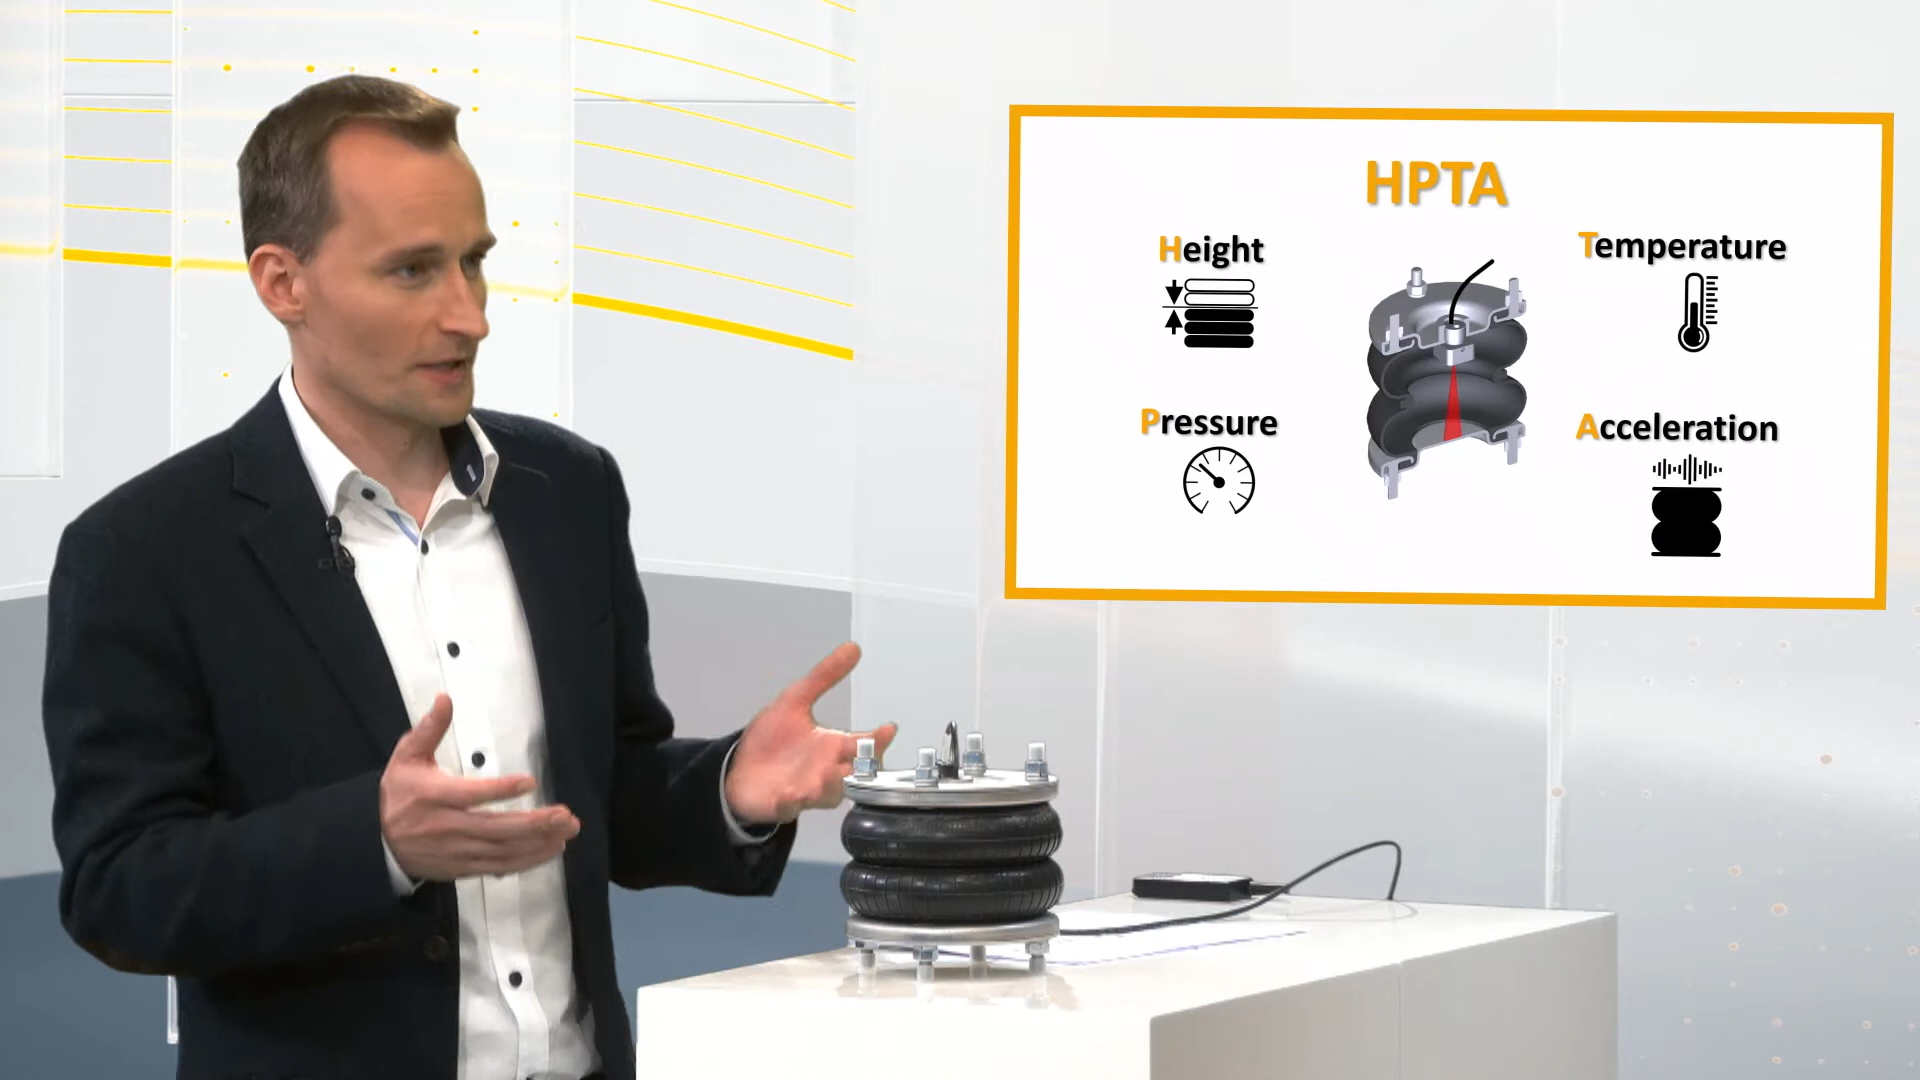 HPTA
Height
Temperature
Pressure
Acceleration